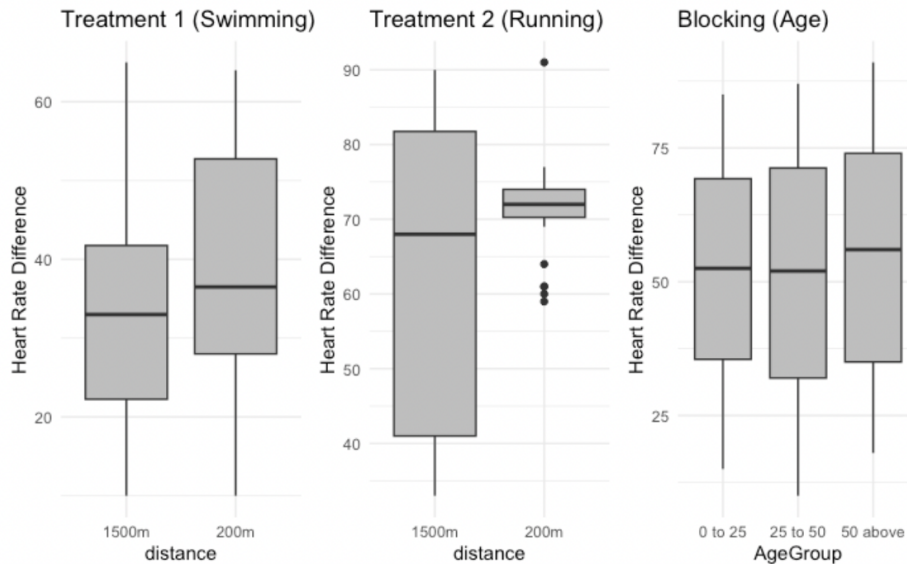 Treatment 1 (Swimming)
Heart Rate Difference
60
40
20
1500m
200m
distance
Treatment 2 (Running)
Heart Rate Difference
90
80
70
60
50
40
1500m
200m
distance
Blocking (Age)
Heart Rate Difference
75
50
25
0 to 25
25 to 50
50 above
AgeGroup